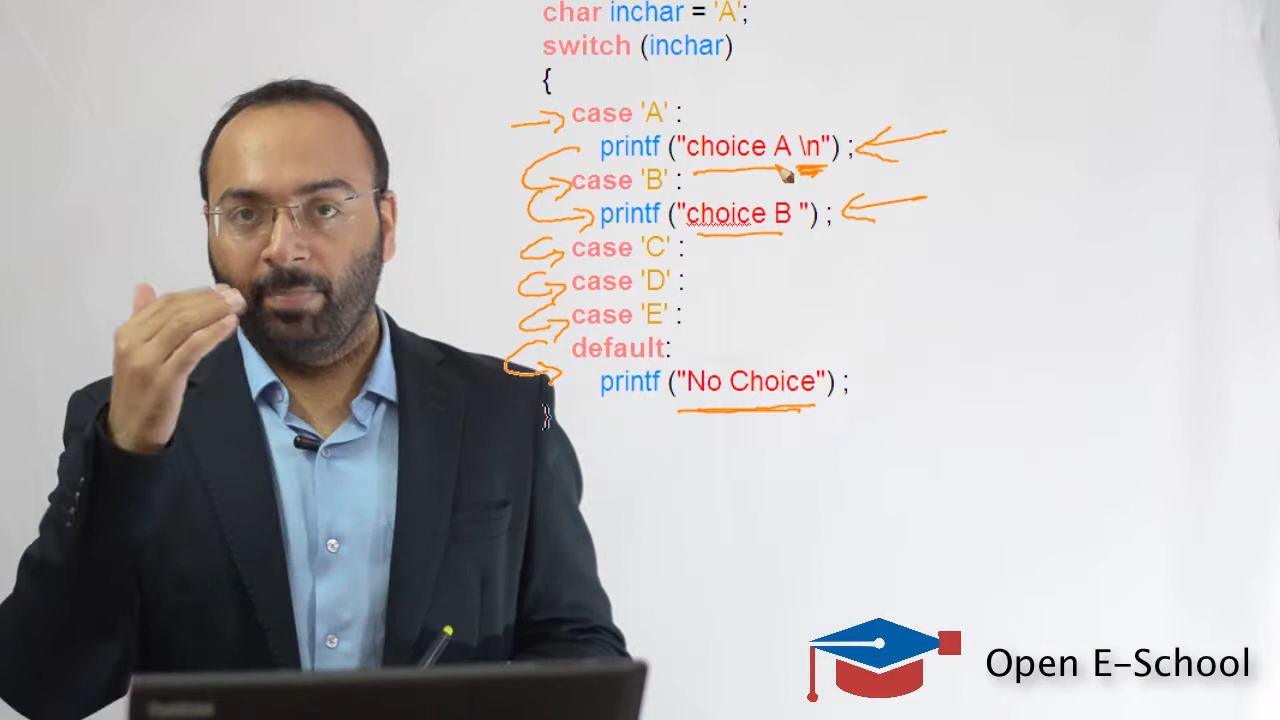 char inchar = 'A';
switch (inchar)
{
case 'A' :
printf ("choice A \n") ;
case 'B' :
printf ("choice B ") ;
case 'C' :
case 'D' :
case 'E' :
default:
printf ("No Choice") ;
}
Open E-School